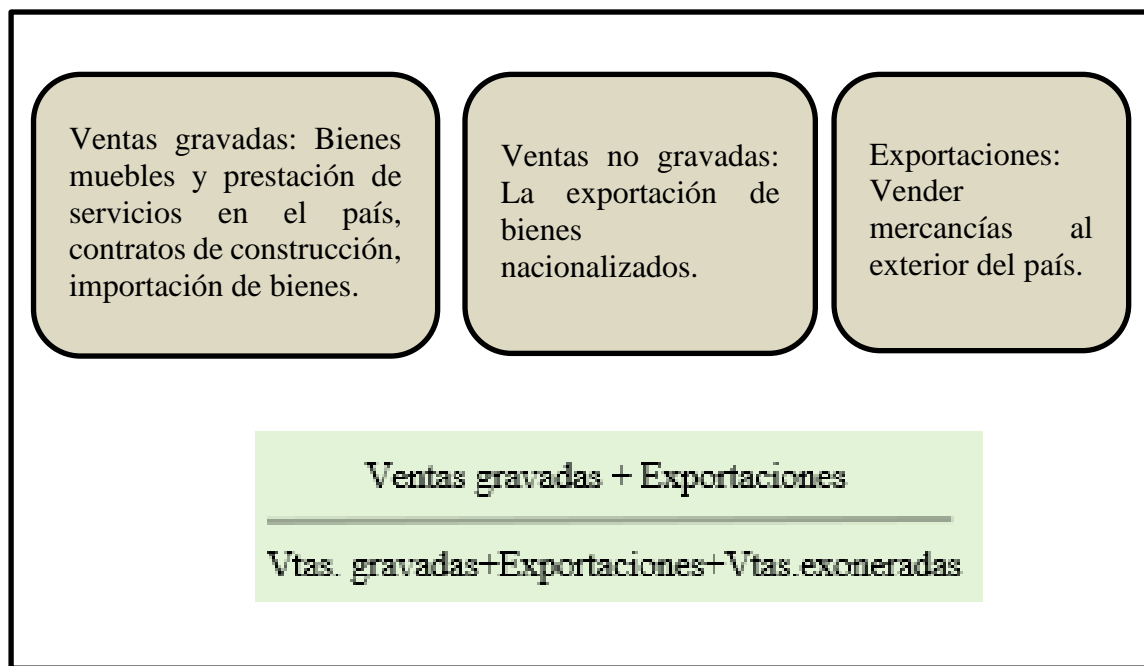 Ventas gravadas: Bienes
muebles y prestación de
servicios en el país,
contratos de construcción,
importación de bienes.
Ventas no gravadas:
La exportación de
bienes
nacionalizados.
Exportaciones:
Vender
mercancías al
exterior del país.
Ventas gravadas + Exportaciones
Vtas. gravadas+Exportaciones+Vtas.exoneradas